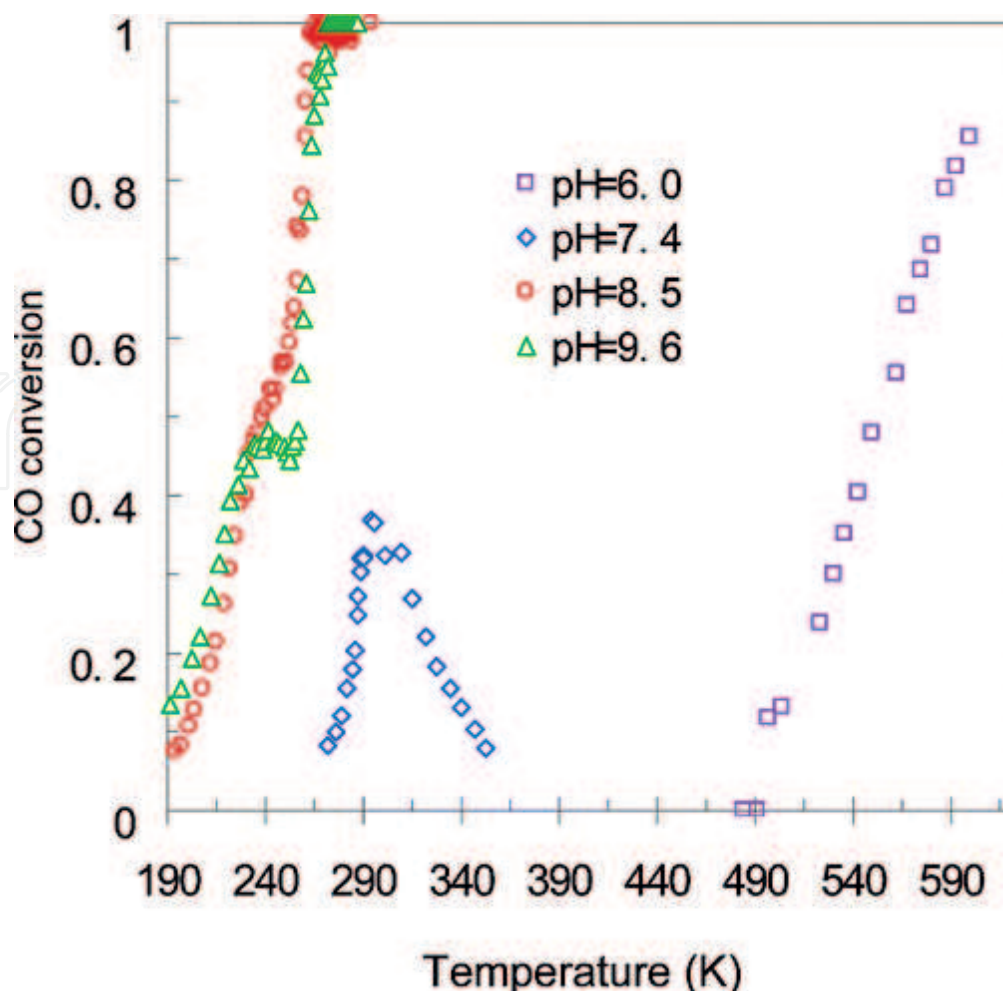 1
0. 8
0. 6
0. 4
0. 2
0
CO conversion
pH=6. 0
pH=7. 4
pH=8. 5
pH=9. 6
190 240 290 340 390 440 490 540 590
Temperature (K)